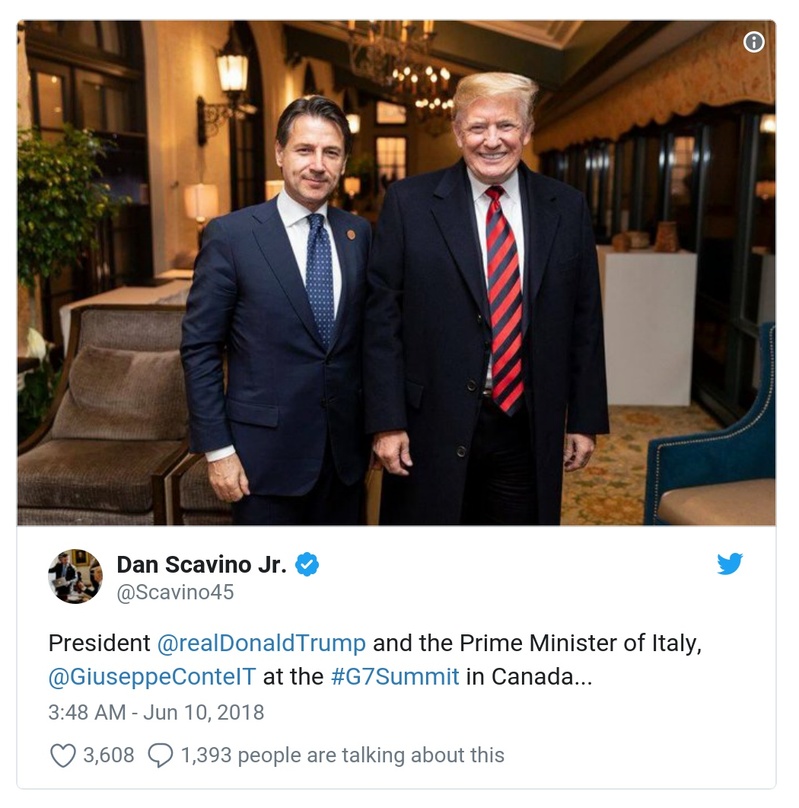 Dan Scavino Jr.
@Scavino45
President @realDonaldTrump and the Prime Minister of Italy,
@GiuseppeConteIT at the #G7Summit in Canada...
3:48 AM - Jun 10, 2018
3,608 1,393 people are talking about this